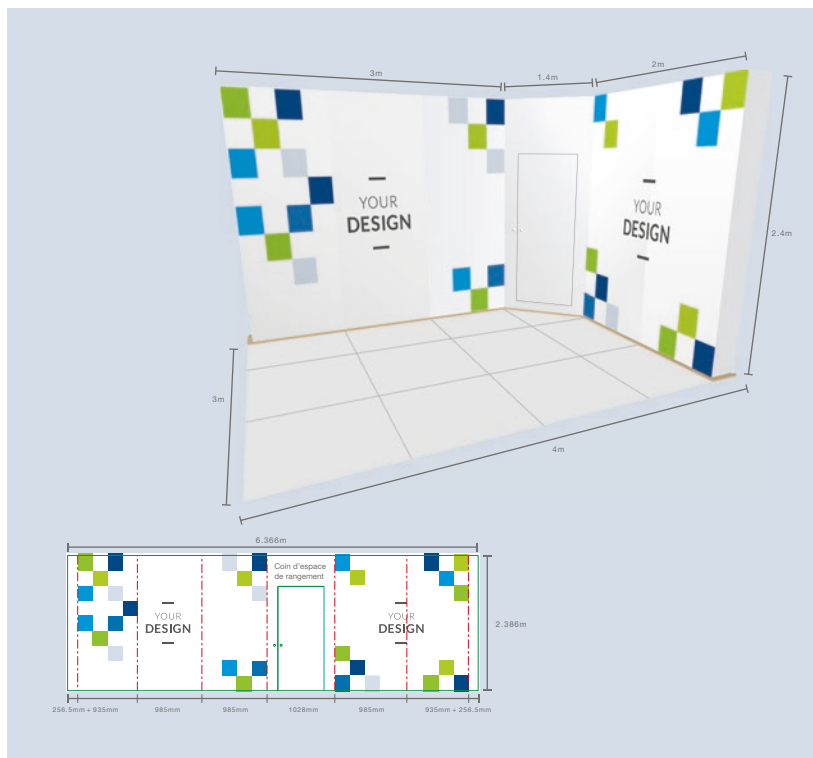 3m
1.4m
2m
YOUR
DESIGN
YOUR
DESIGN
2.4m
3m
4m
6.366m
Coin d'espace
de rangement
YOUR
DESIGN
YOUR
DESIGN
2.386m
256.5mm + 935mm
985mm
985mm
1028mm
985mm
935mm + 256.5mm